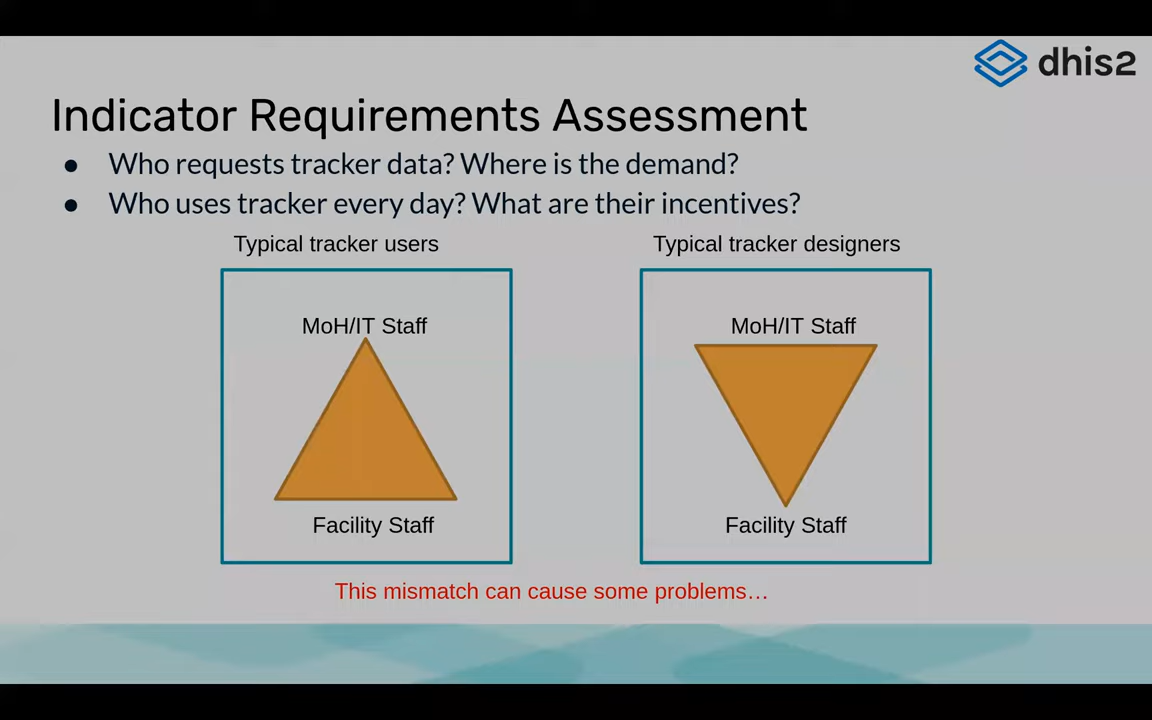 dhis2
Indicator Requirements Assessment
● Who requests tracker data? Where is the demand?
● Who uses tracker every day? What are their incentives?
Typical tracker users
MoH/IT Staff
Facility Staff
Typical tracker designers
MoH/IT Staff
Facility Staff
This mismatch can cause some problems…